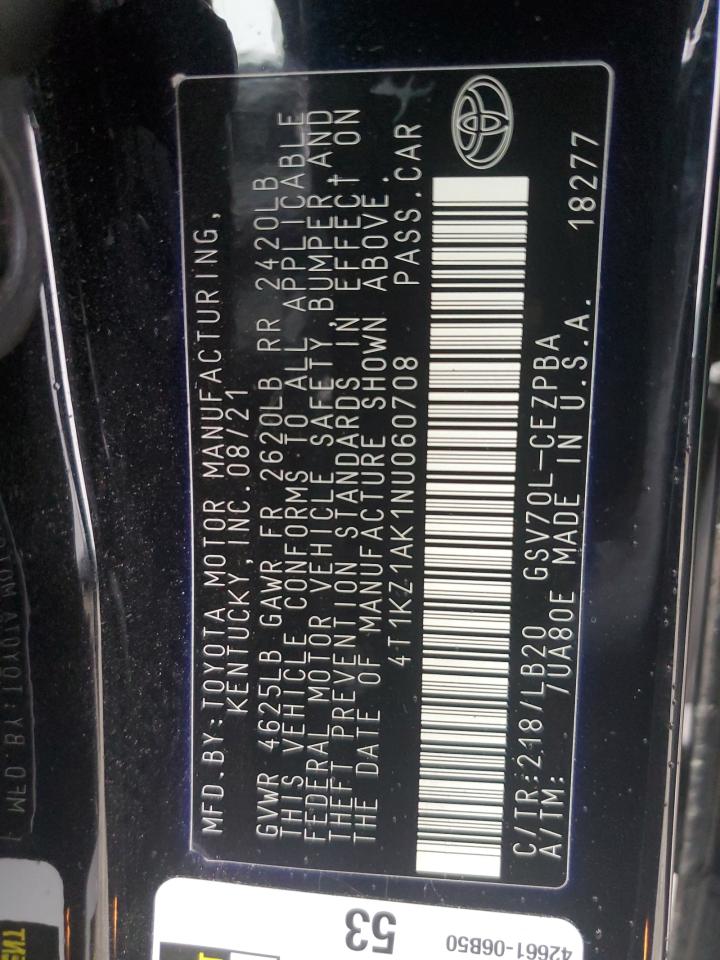 MFD.BY:TOYOTA MOTOR MANUFACTURING,
KENTUCKY,INC.08/21
GVWR 4625LB GAWR FR 2620LB RR 2420LB
THIS VEHICLE CONFORMS TO ALL APPLICABLE
FEDERAL MOTOR VEHICLE SAFETY, BUMPER, AND
THEFT PREVENTION STANDARDS IN EFFECT ON
THE DATE OF MANUFACTURE SHOWN ABOVE.
4T1KZ1AK1NU060708 PASS.CAR
C/TR:218/LB20 GSV70L-CEZPBA
A/TM: 7UA80E MADE IN U.S.A. 18277
53
42661-06B50